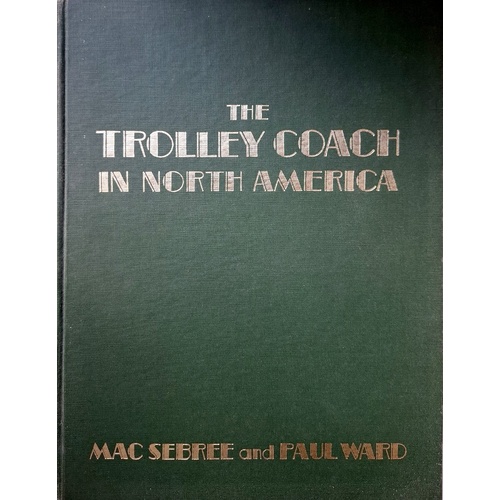 THE
TROLLEY COACH
IN NORTH AMERICA
MAC SEBREE and PAUL WARD